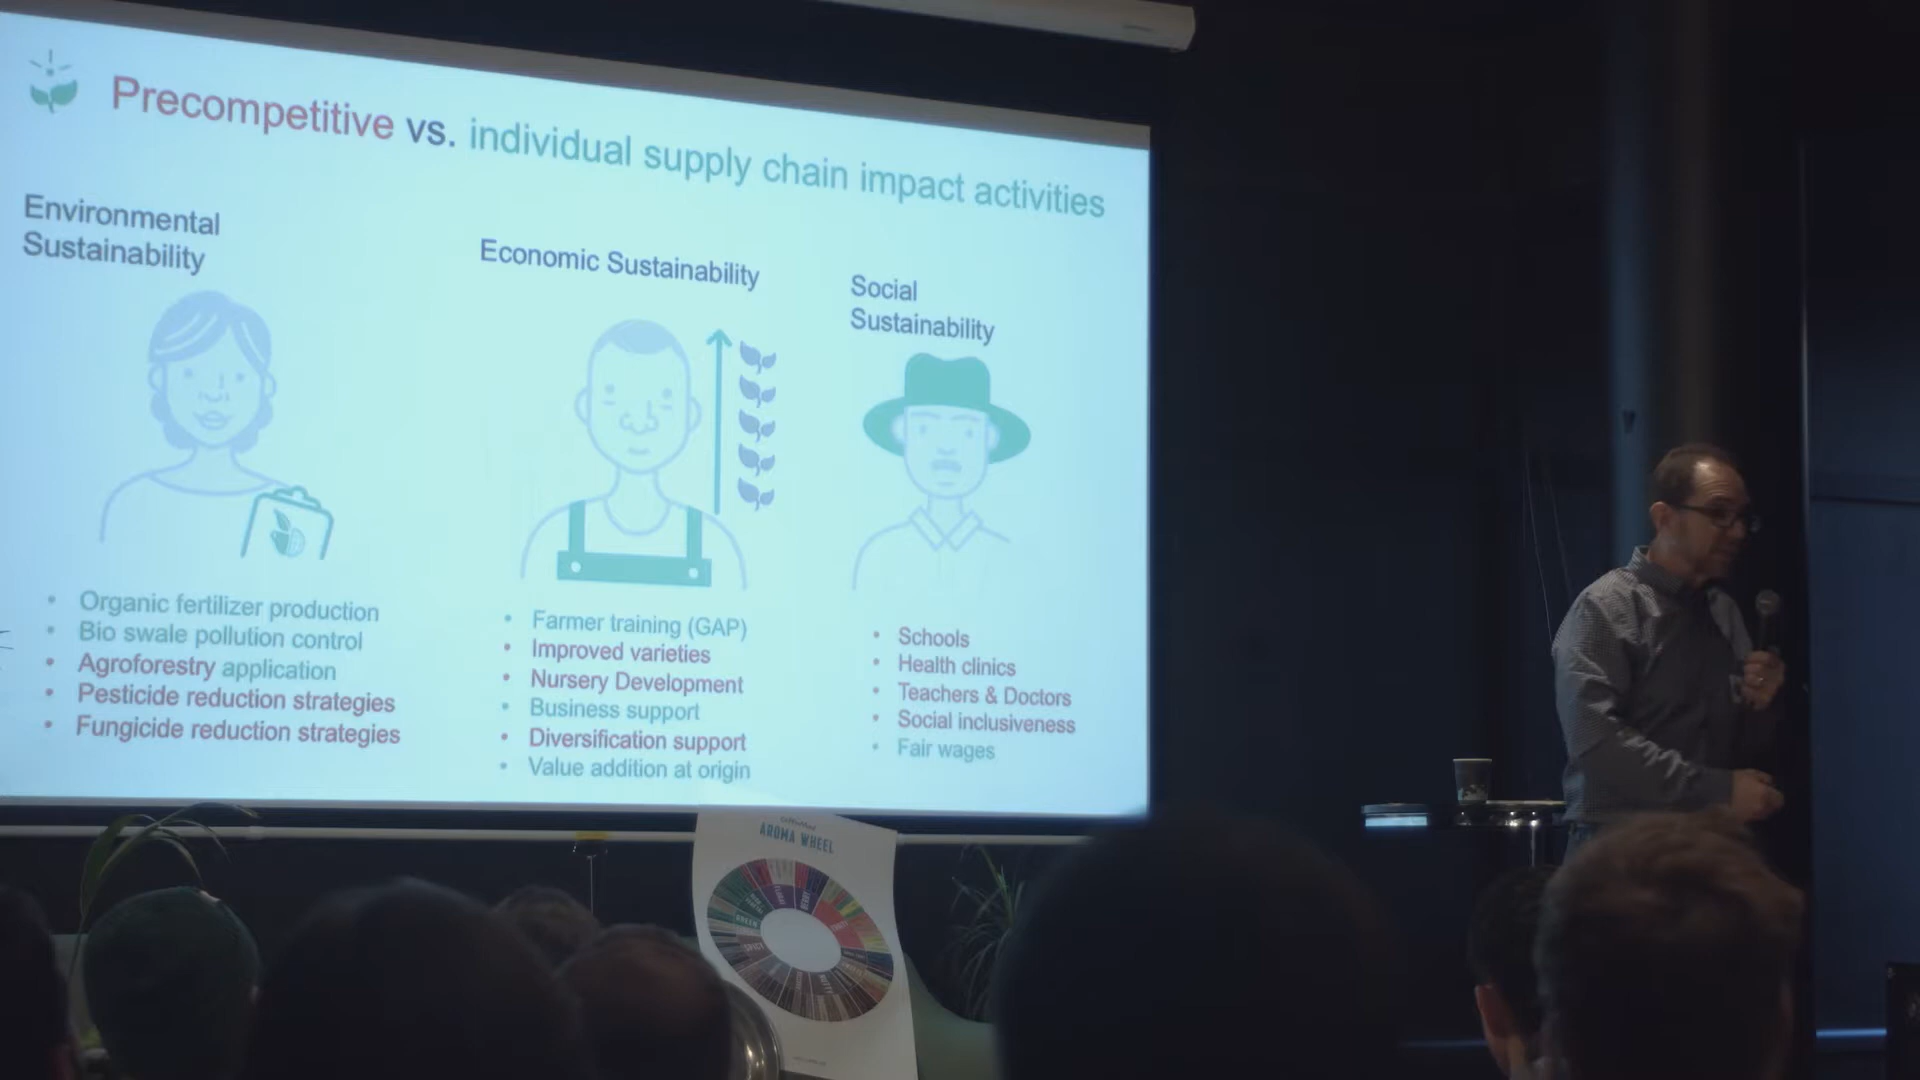 Precompetitive vs. individual supply chain impact activities
Environmental
Sustainability
Economic Sustainability
Social
Sustainability
• Organic fertilizer production
• Bio swale pollution control
• Agroforestry application
• Pesticide reduction strategies
• Fungicide reduction strategies
• Farmer training (GAP)
• Improved varieties
• Nursery Development
• Business support
• Diversification support
• Value addition at origin
• Schools
• Health clinics
• Teachers & Doctors
• Social inclusiveness
• Fair wages
AROMA WHEEL